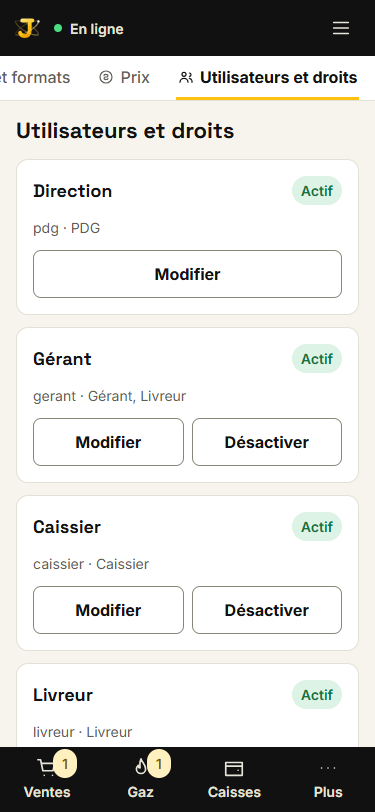 J
En ligne
et formats
Prix
Utilisateurs et droits
Utilisateurs et droits
Direction
Actif
pdg · PDG
Modifier
Gérant
Actif
gerant · Gérant, Livreur
Modifier
Désactiver
Caissier
Actif
caissier · Caissier
Modifier
Désactiver
Livreur
Actif
livreur · Livreur
1
1
Ventes
Gaz
Caisses
Plus